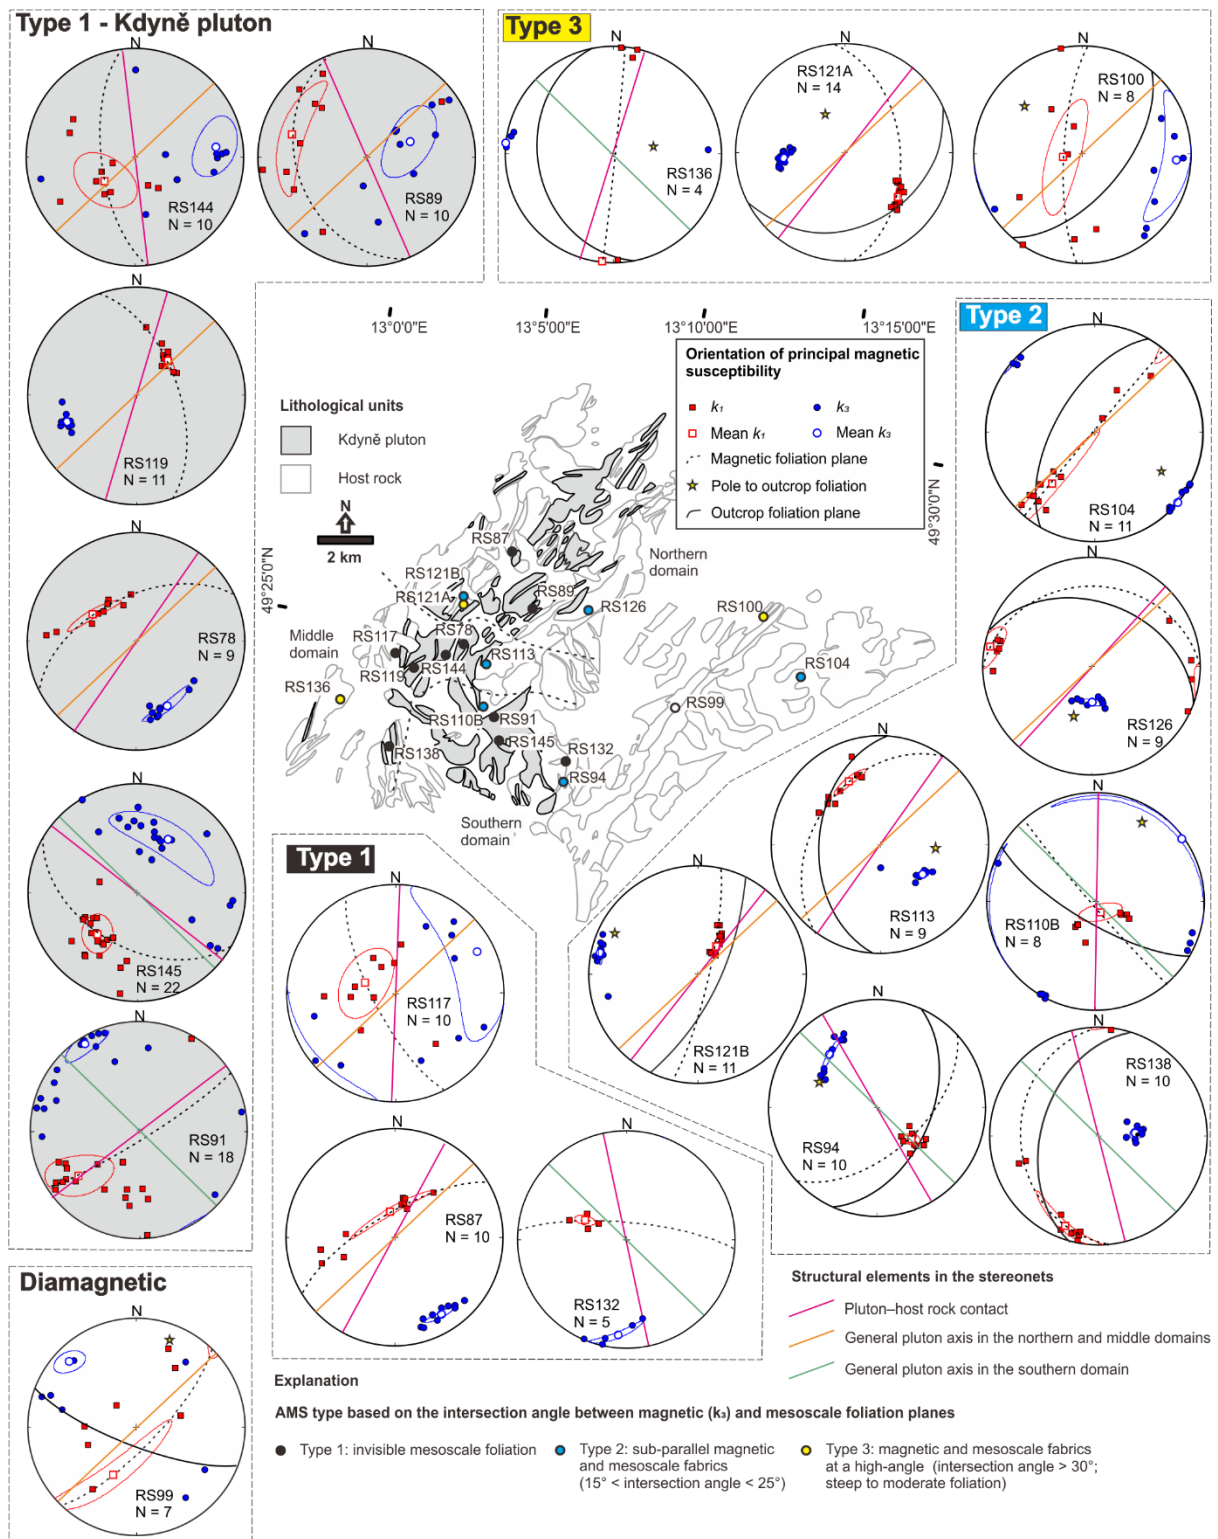 Type 1 - Kdyně pluton
N
RS144
N = 10
N
RS89
N = 10
N
RS119
N = 11
N
RS78
N = 9
N
RS145
N = 22
N
RS91
N = 18
Type 3
N
RS136
N = 4
N
RS121A
N = 14
N
RS100
N = 8
13°0'0"E
13°5'0"E
13°10'0"E
13°15'0"E
49°30'0"N
49°25'0"N
Orientation of principal magnetic
susceptibility
k₁
k₃
Mean k₁
Mean k₃
Magnetic foliation plane
Pole to outcrop foliation
Outcrop foliation plane
Lithological units
Kdyně pluton
Host rock
N
2 km
Northern
domain
Middle
domain
Southern
domain
RS87
RS121B
RS121A
RS89
RS126
RS100
RS117
RS78
RS113
RS104
RS119
RS144
RS136
RS99
RS110B
RS91
RS138
RS145
RS132
RS94
Type 2
N
RS104
N = 11
N
RS126
N = 9
N
RS113
N = 9
N
RS110B
N = 8
N
RS121B
N = 11
N
RS94
N = 10
N
RS138
N = 10
Type 1
N
RS117
N = 10
N
RS87
N = 10
N
RS132
N = 5
Diamagnetic
N
RS99
N = 7
Structural elements in the stereonets
Pluton–host rock contact
General pluton axis in the northern and middle domains
General pluton axis in the southern domain
Explanation
AMS type based on the intersection angle between magnetic (k₃) and mesoscale foliation planes
Type 1: invisible mesoscale foliation
Type 2: sub-parallel magnetic
and mesoscale fabrics
(15° < intersection angle < 25°)
Type 3: magnetic and mesoscale fabrics
at a high-angle (intersection angle > 30°;
steep to moderate foliation)